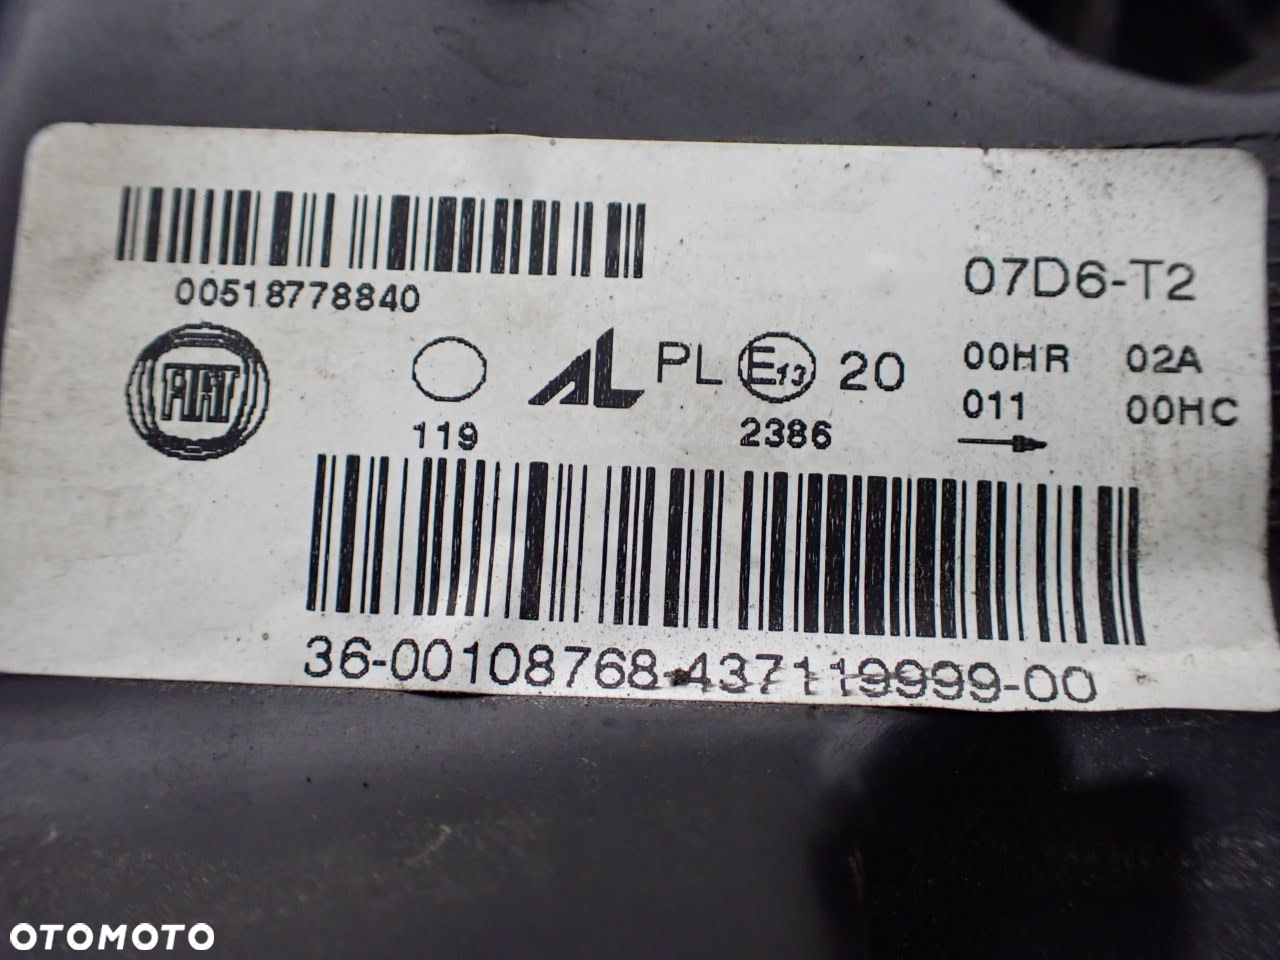 00518778840
07D6-T2
FIAT
119
AL
PL E13 20
2386
00HR 02A
011 00HC
36-00108768-437119999-00
OTOMOTO